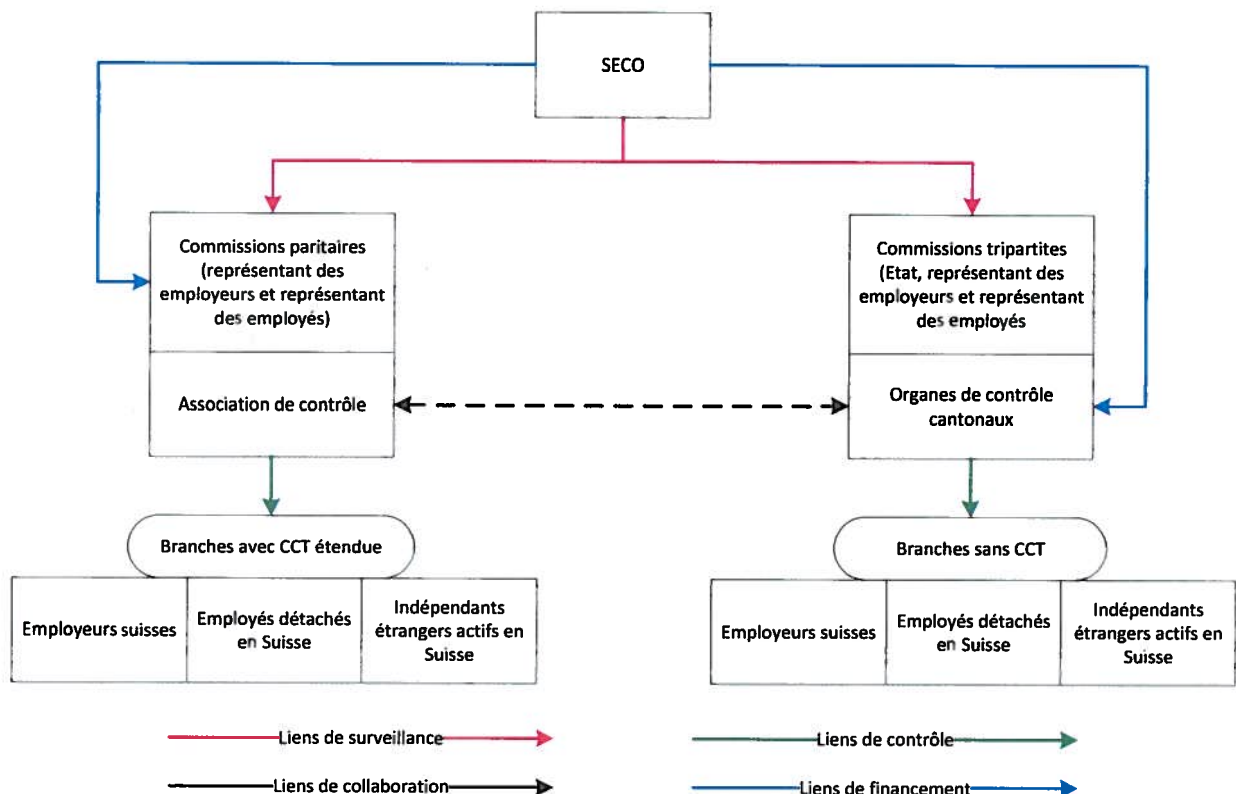 SECO
Commissions paritaires
(représentant des
employeurs et représentant
des employés)
Commissions tripartites
(Etat, représentant des
employeurs et représentant
des employés
Association de contrôle
Organes de contrôle
cantonaux
Branches avec CCT étendue
Branches sans CCT
Employeurs suisses
Employés détachés
en Suisse
Indépendants
étrangers actifs en
Suisse
Employeurs suisses
Employés détachés
en Suisse
Indépendants
étrangers actifs en
Suisse
Liens de surveillance
Liens de contrôle
Liens de collaboration
Liens de financement